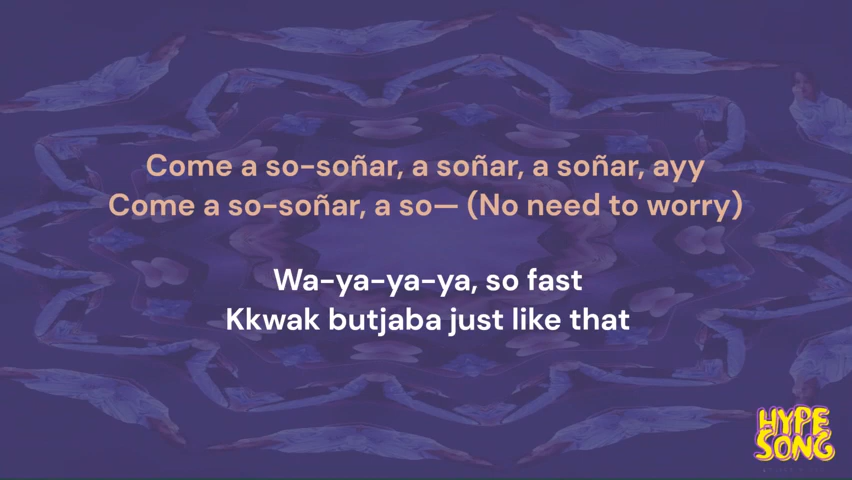 Come a so-soñar, a soñar, a soñar, ayy
Come a so-soñar, a so— (No need to worry)
Wa-ya-ya-ya, so fast
Kkwak butjaba just like that
HYPE
SONG